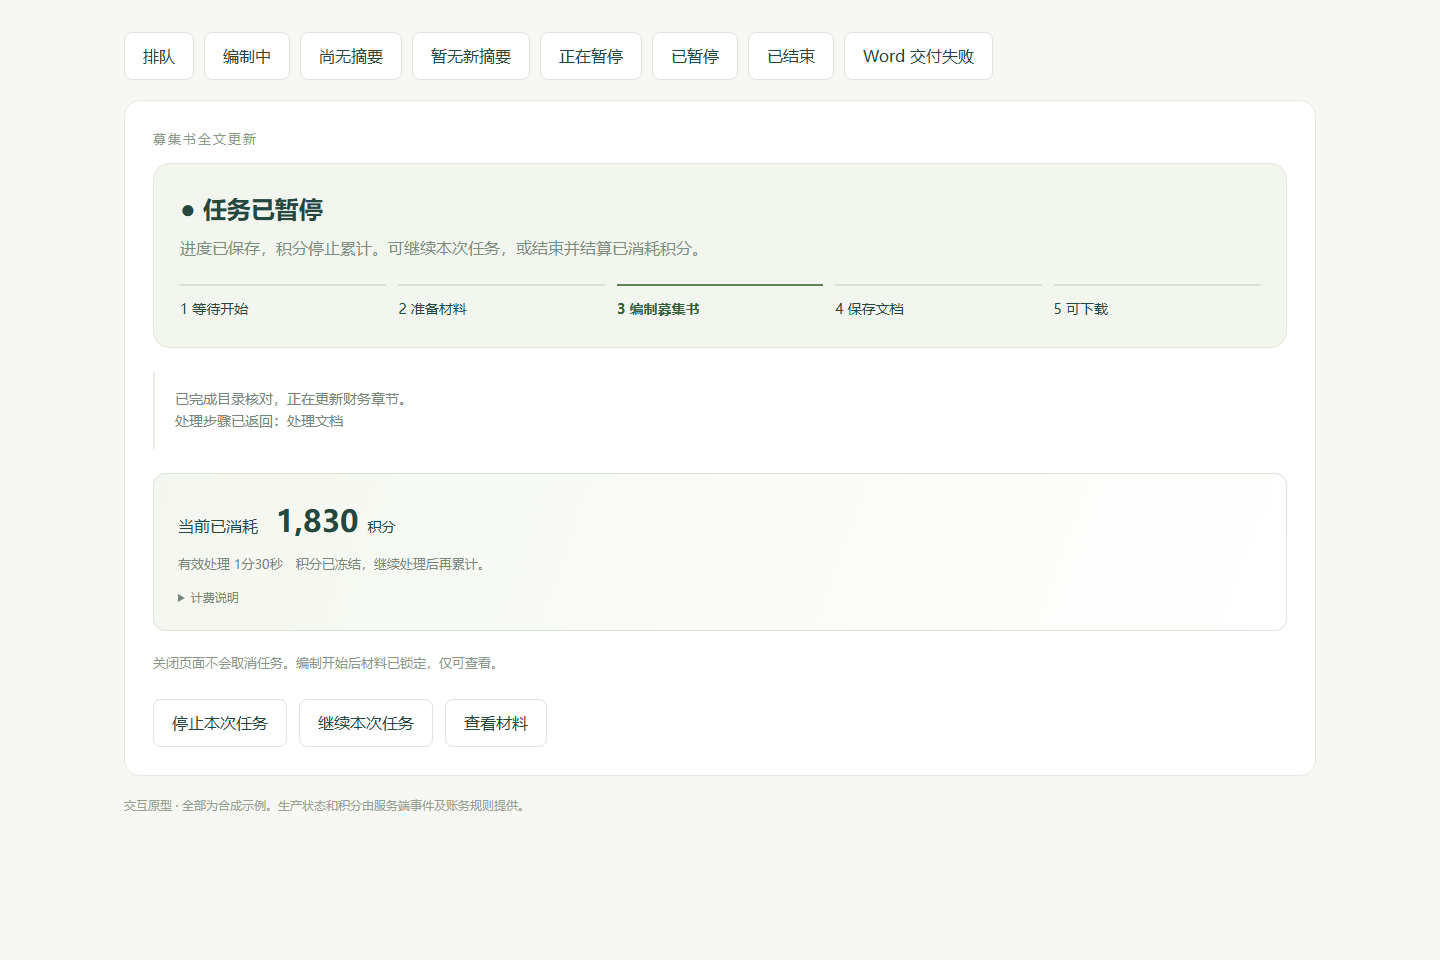 排队 编制中 尚无摘要 暂无新摘要 正在暂停 已暂停 已结束 Word 交付失败
募集书全文更新
● 任务已暂停
进度已保存，积分停止累计。可继续本次任务，或结束并结算已消耗积分。
1 等待开始 2 准备材料 3 编制募集书 4 保存文档 5 可下载
已完成目录核对，正在更新财务章节。
处理步骤已返回：处理文档
当前已消耗 1,830 积分
有效处理 1分30秒 积分已冻结，继续处理后再累计。
▶ 计费说明
关闭页面不会取消任务。编制开始后材料已锁定，仅可查看。
停止本次任务 继续本次任务 查看材料
交互原型 · 全部为合成示例。生产状态和积分由服务端事件及账务规则提供。